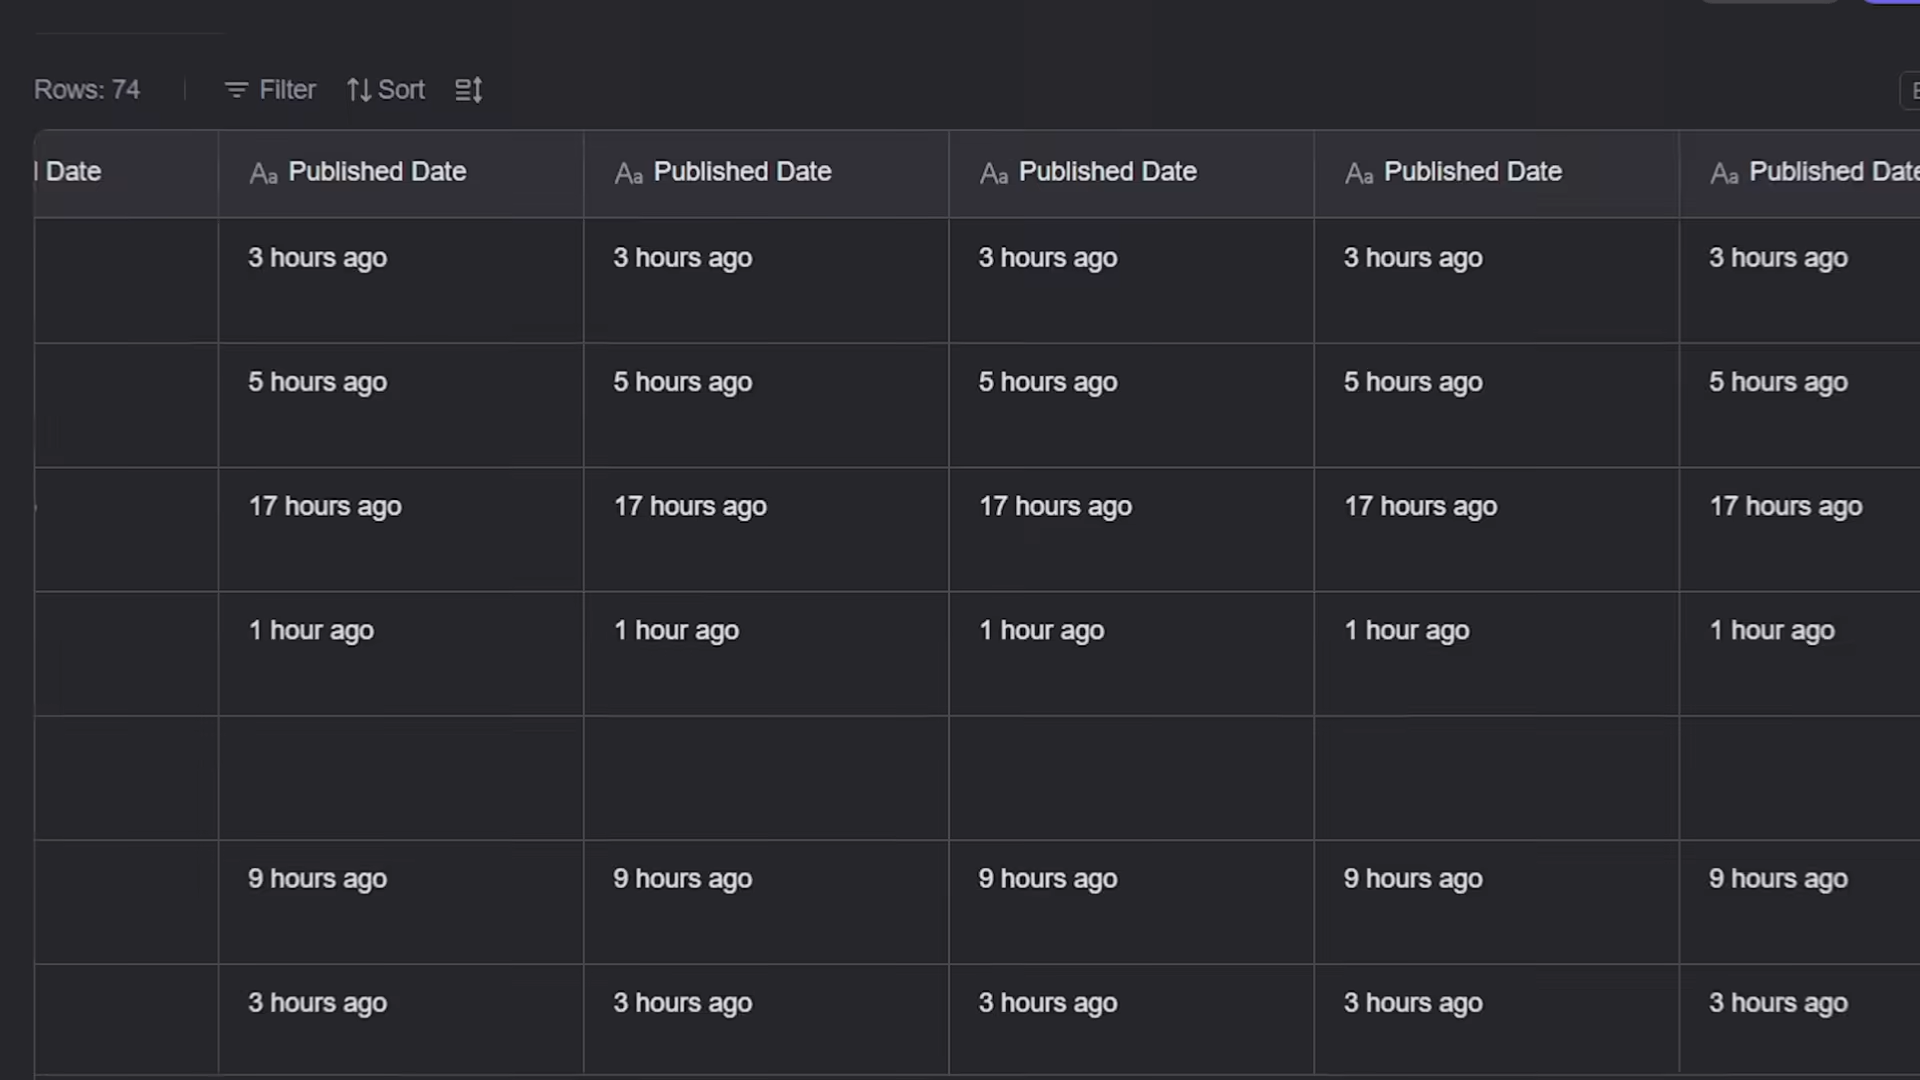 Rows: 74 Filter Sort
Date Aa Published Date Aa Published Date Aa Published Date Aa Published Date Aa Published Date
3 hours ago 3 hours ago 3 hours ago 3 hours ago 3 hours ago
5 hours ago 5 hours ago 5 hours ago 5 hours ago 5 hours ago
17 hours ago 17 hours ago 17 hours ago 17 hours ago 17 hours ago
1 hour ago 1 hour ago 1 hour ago 1 hour ago 1 hour ago
9 hours ago 9 hours ago 9 hours ago 9 hours ago 9 hours ago
3 hours ago 3 hours ago 3 hours ago 3 hours ago 3 hours ago